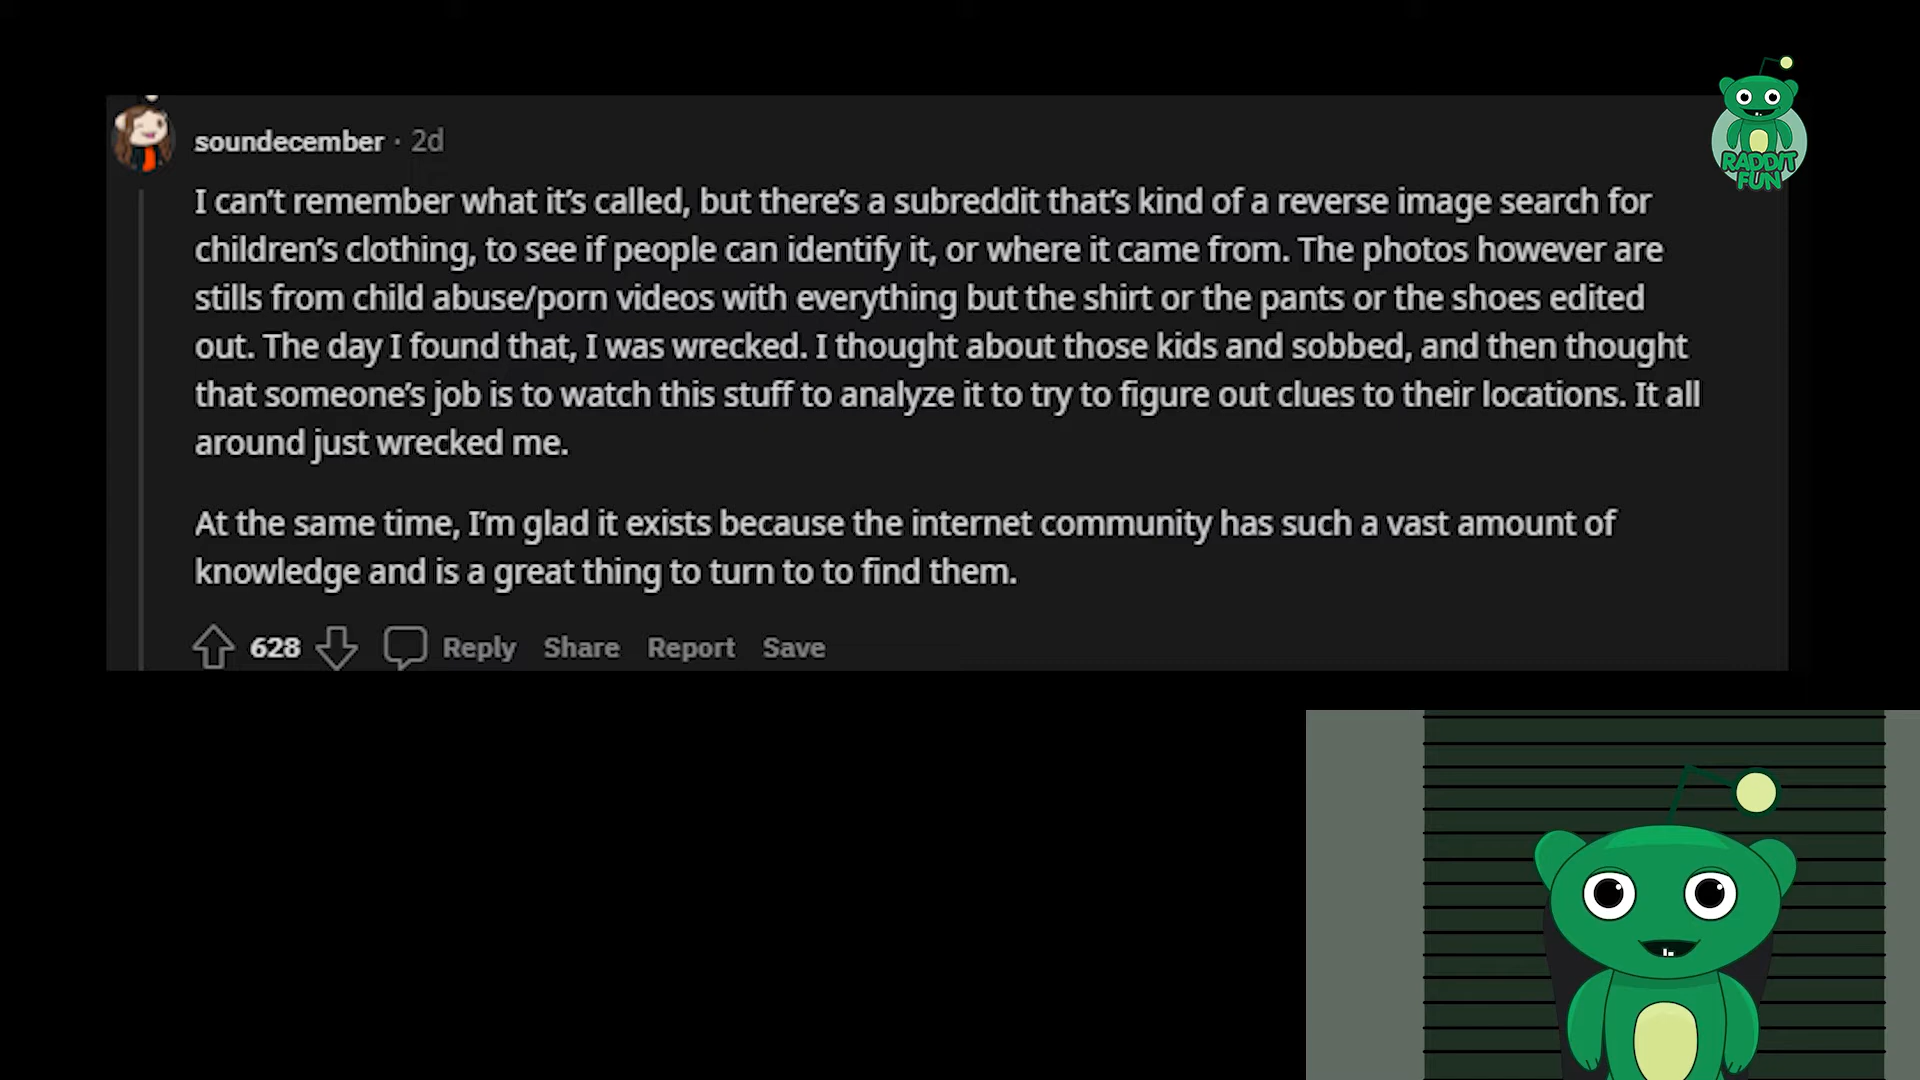 RADDIT
FUN
soundecember · 2d
I can't remember what it's called, but there's a subreddit that's kind of a reverse image search for
children's clothing, to see if people can identify it, or where it came from. The photos however are
stills from child abuse/porn videos with everything but the shirt or the pants or the shoes edited
out. The day I found that, I was wrecked. I thought about those kids and sobbed, and then thought
that someone's job is to watch this stuff to analyze it to try to figure out clues to their locations. It all
around just wrecked me.
At the same time, I'm glad it exists because the internet community has such a vast amount of
knowledge and is a great thing to turn to to find them.
628 Reply Share Report Save